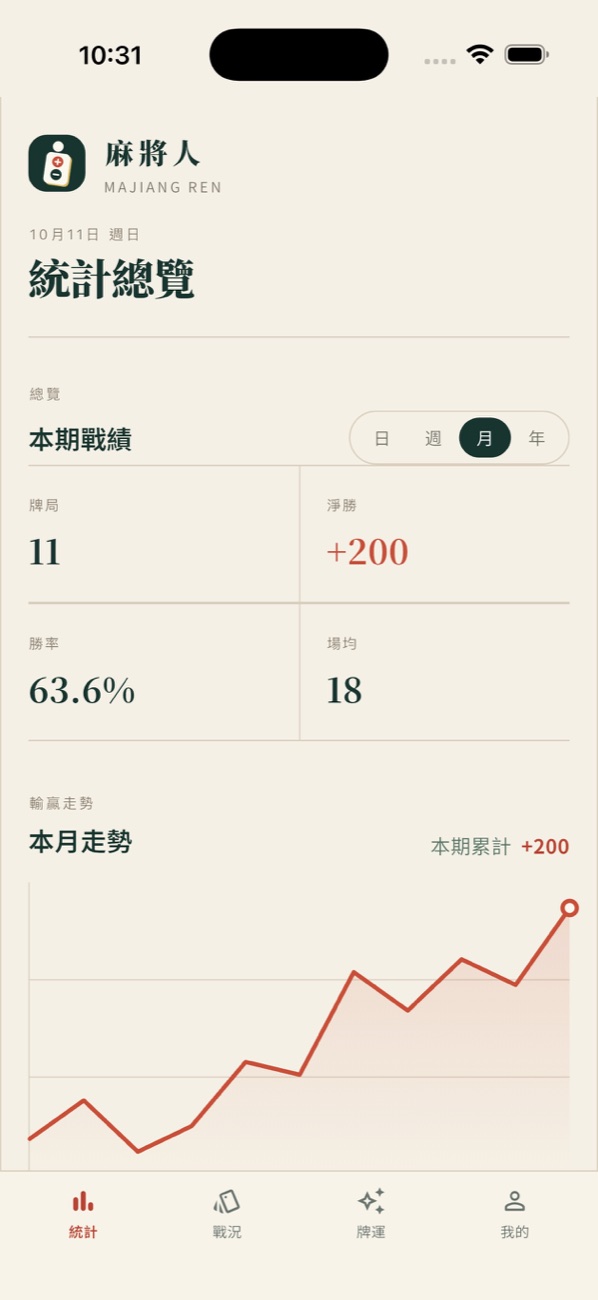 10:31
麻將人
MAJIANG REN
10月11日 週日
統計總覽
總覽
本期戰績
日 週 月 年
牌局 淨勝
11 +200
勝率 場均
63.6% 18
輸贏走勢
本月走勢
本期累計 +200
統計 戰況 牌運 我的